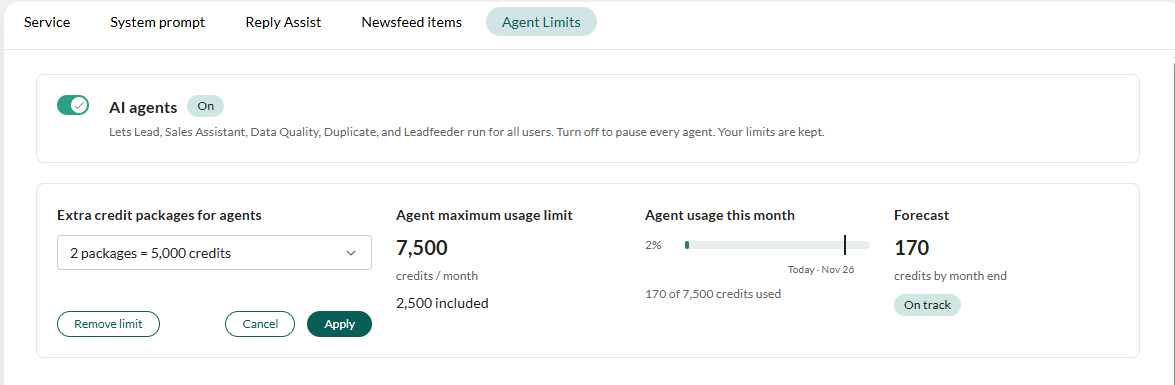 Service
System prompt
Reply Assist
Newsfeed items
Agent Limits
AI agents
On
Lets Lead, Sales Assistant, Data Quality, Duplicate, and Leadfeeder run for all users. Turn off to pause every agent. Your limits are kept.
Extra credit packages for agents
2 packages = 5,000 credits
Remove limit
Cancel
Apply
Agent maximum usage limit
7,500
credits / month
2,500 included
Agent usage this month
2%
Today · Nov 26
170 of 7,500 credits used
Forecast
170
credits by month end
On track